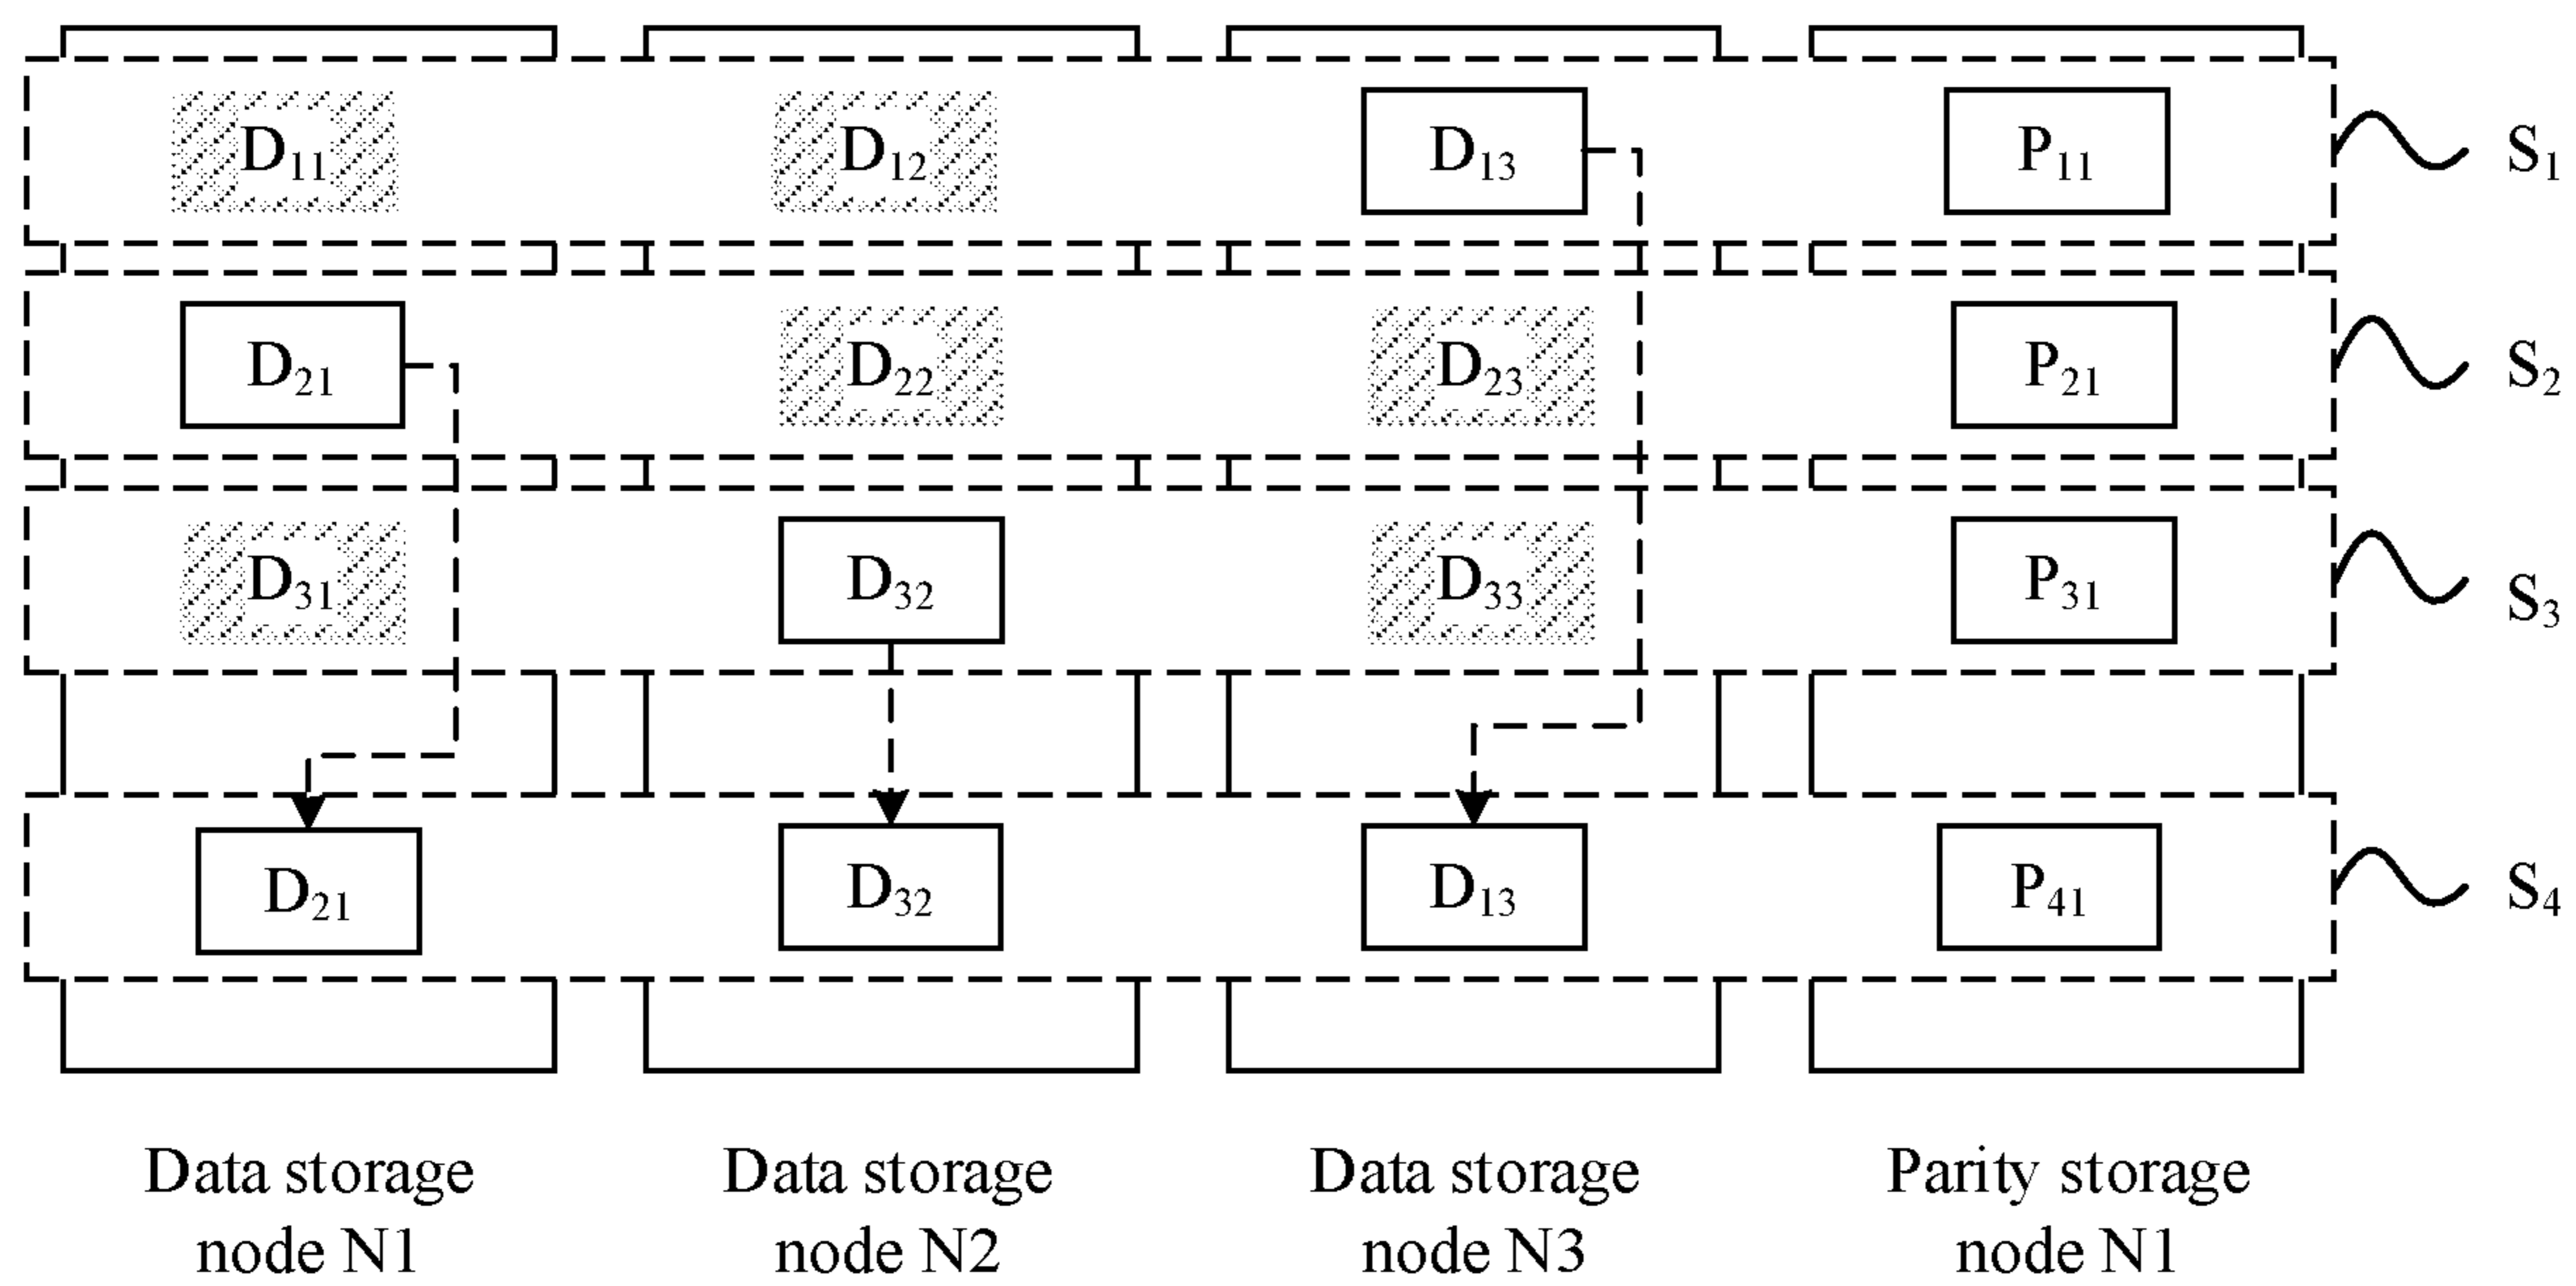 D11 D12 D13 P11 S1
D21 D22 D23 P21 S2
D31 D32 D33 P31 S3
D21 D32 D13 P41 S4
Data storage node N1
Data storage node N2
Data storage node N3
Parity storage node N1